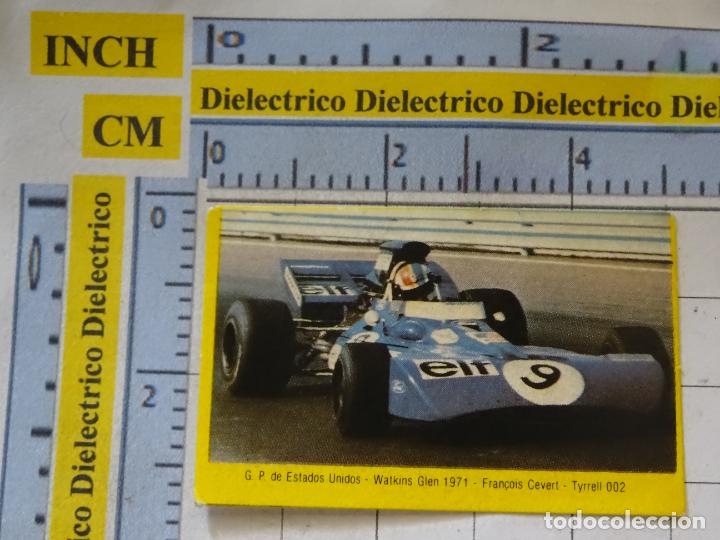 INCH
0 2
Dielectrico Dielectrico Dielectrico Diel
CM
0 2 4
0
2
Dielectrico Dielectrico
elf
elf
9
G. P. de Estados Unidos - Watkins Glen 1971 - François Cevert - Tyrrell 002
todocoleccion